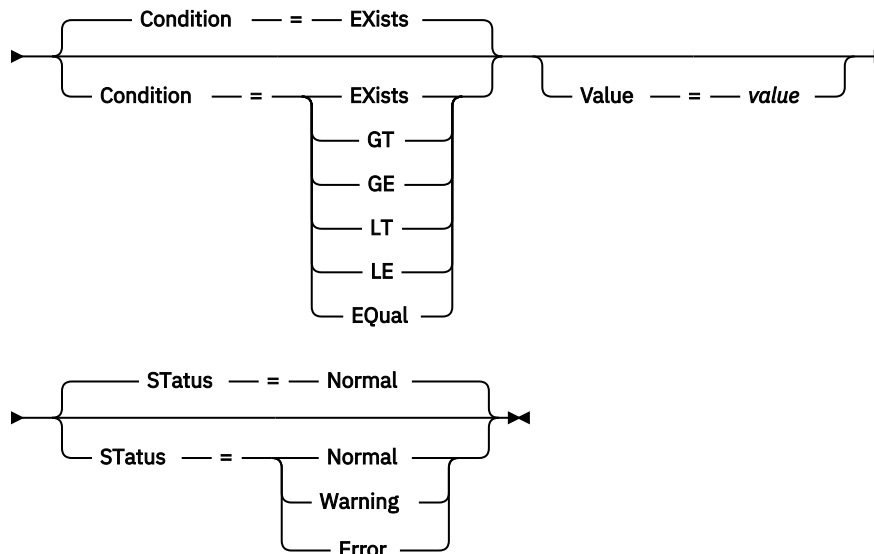 Condition = EXists
Condition = EXists
Value = value
GT
GE
LT
LE
EQual
STatus = Normal
STatus = Normal
Warning
Error